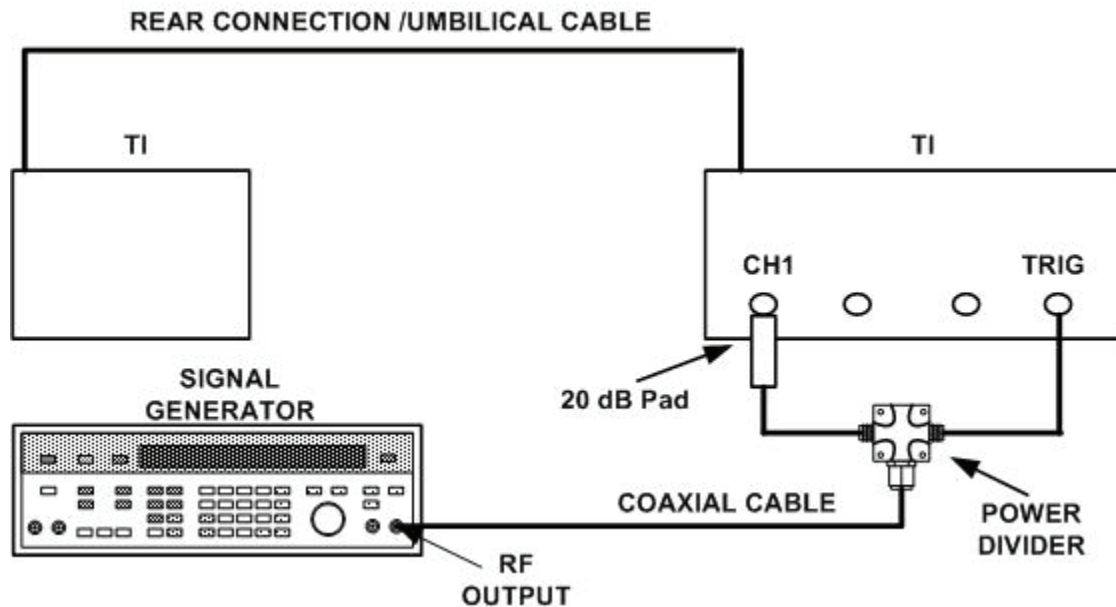 REAR CONNECTION /UMBILICAL CABLE
TI
TI
CH1
TRIG
20 dB Pad
SIGNAL
GENERATOR
COAXIAL CABLE
POWER
DIVIDER
RF
OUTPUT